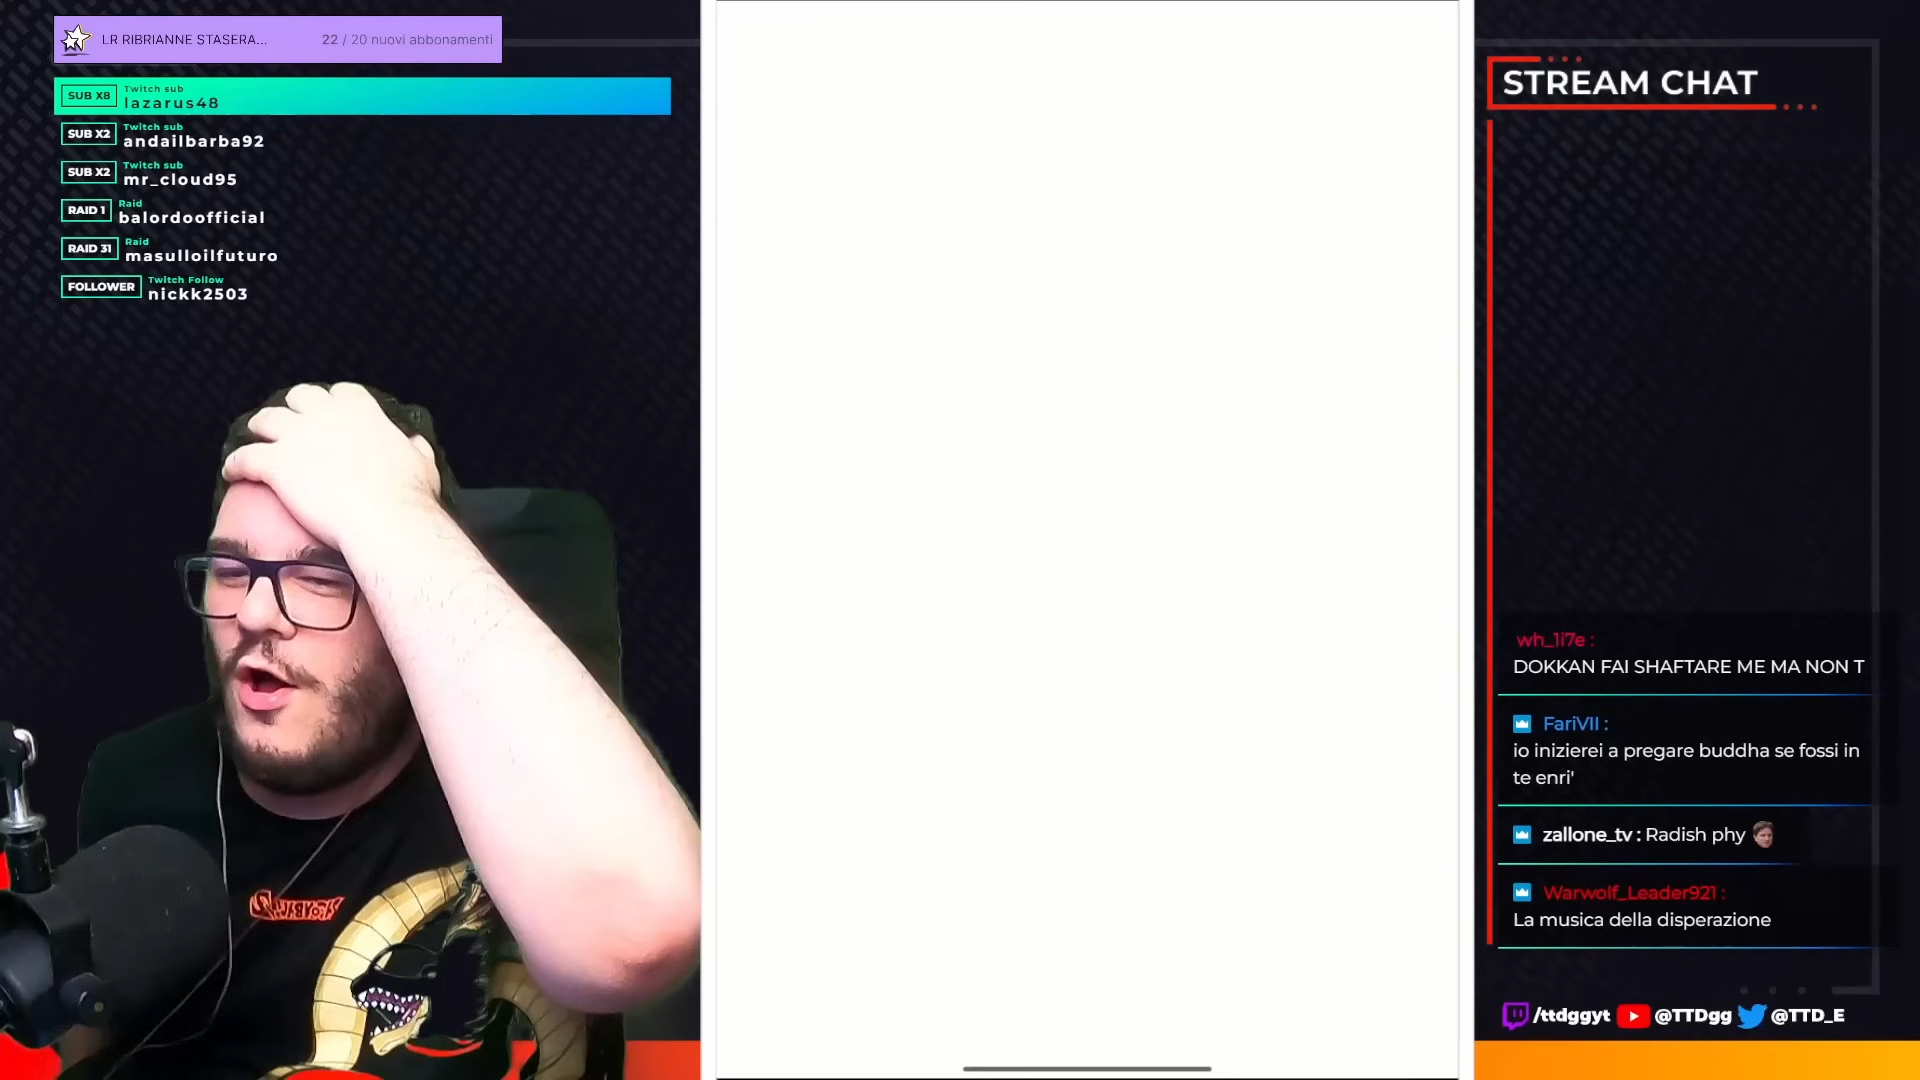 LR RIBRIANNE STASERA... 22 / 20 nuovi abbonamenti
SUB X8 Twitch sub
lazarus48
SUB X2 Twitch sub
andailbarba92
SUB X2 Twitch sub
mr_cloud95
RAID 1 Raid
balordoofficial
RAID 31 Raid
masulloilfuturo
FOLLOWER Twitch Follow
nickk2503
STREAM CHAT
wh_1i7e :
DOKKAN FAI SHAFTARE ME MA NON T
FariVII :
io inizierei a pregare buddha se fossi in
te enri'
zallone_tv : Radish phy
Warwolf_Leader921 :
La musica della disperazione
/ttdggyt @TTDgg @TTD_E